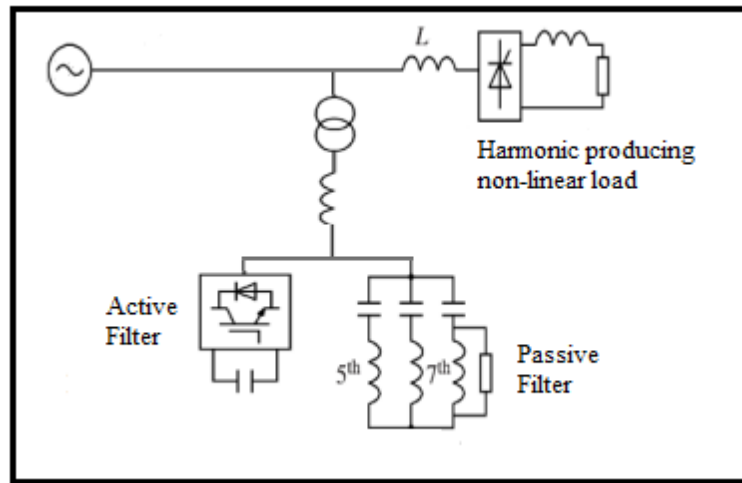 L
Harmonic producing
non-linear load
Active
Filter
5th
7th
Passive
Filter